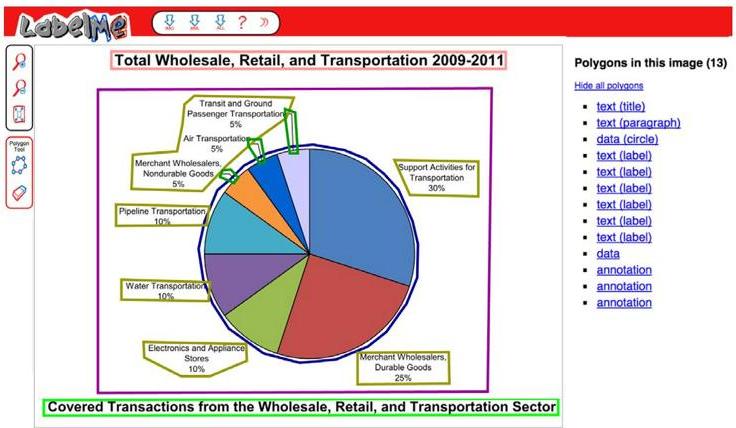 LabelMe
IMG
XML
ALL
?
Polygons in this image (13)
Hide all polygons
text (title)
text (paragraph)
data (circle)
text (label)
text (label)
text (label)
text (label)
text (label)
text (label)
data
annotation
annotation
annotation
Polygon
Tool
Total Wholesale, Retail, and Transportation 2009-2011
Transit and Ground
Passenger Transportation
5%
Air Transportation
5%
Merchant Wholesalers,
Nondurable Goods
5%
Support Activities for
Transportation
30%
Pipeline Transportation
10%
Water Transportation
10%
Electronics and Appliance
Stores
10%
Merchant Wholesalers,
Durable Goods
25%
Covered Transactions from the Wholesale, Retail, and Transportation Sector